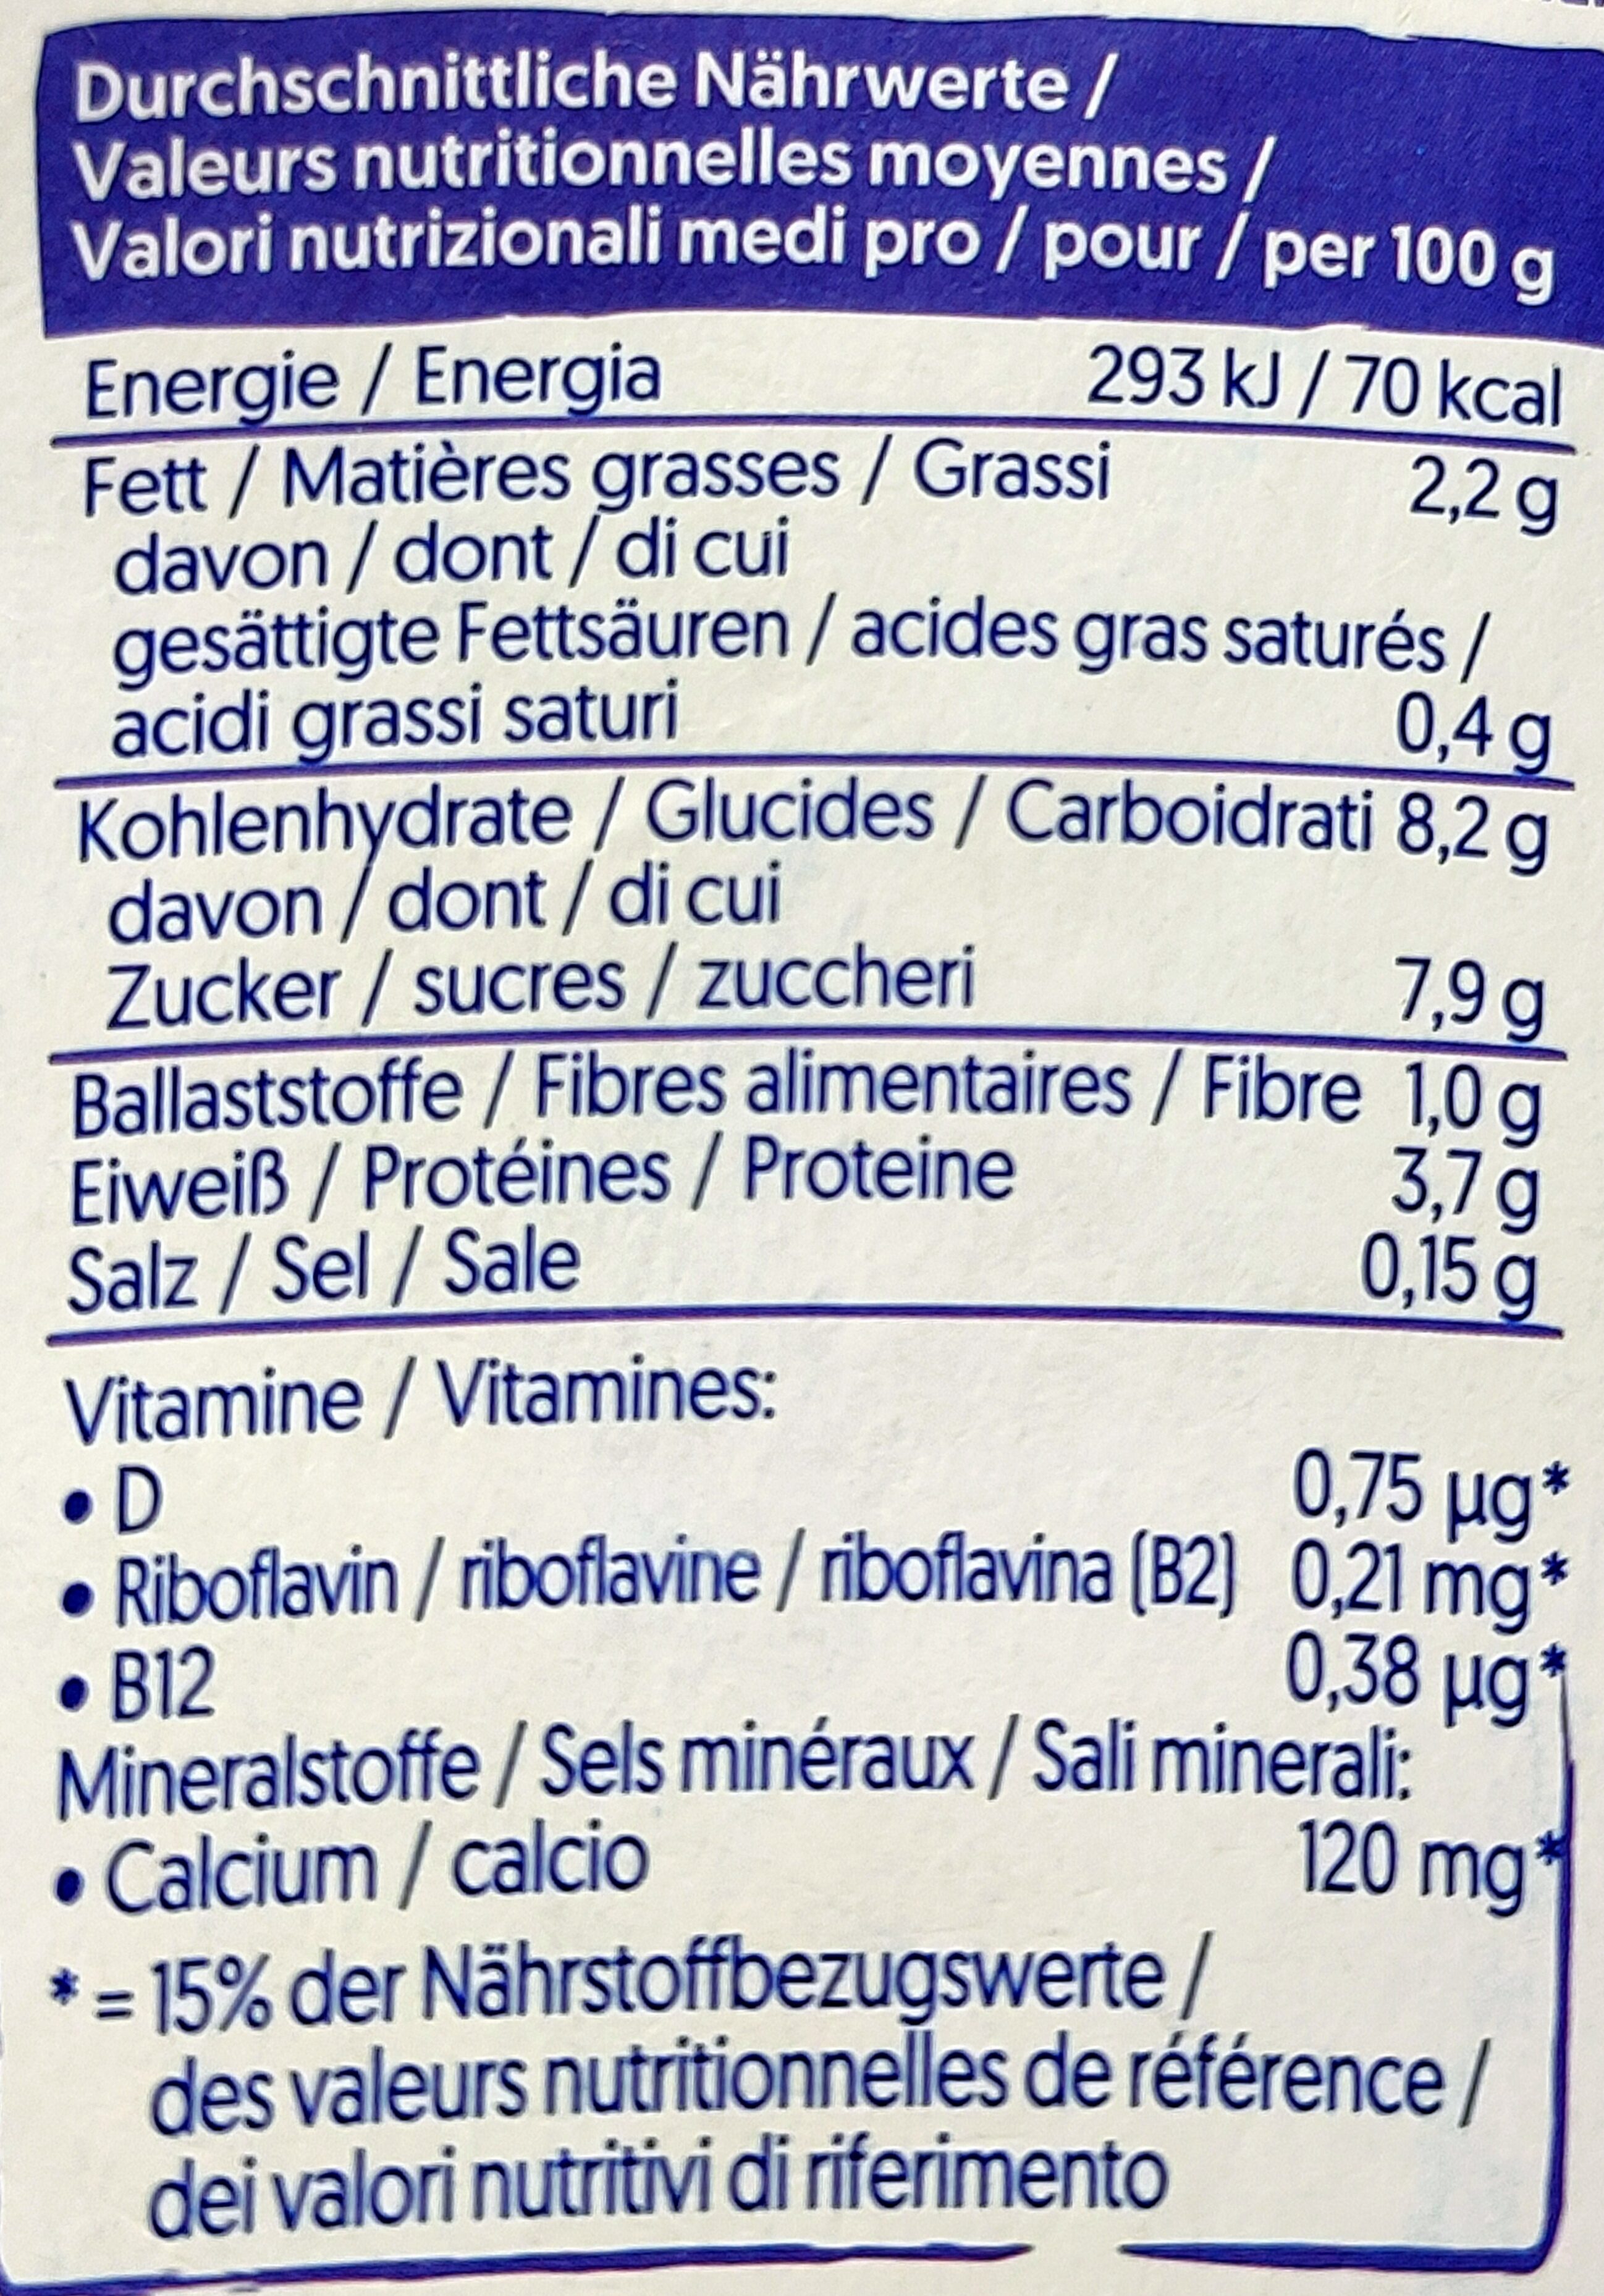 Durchschnittliche Nährwerte /
Valeurs nutritionnelles moyennes /
Valori nutrizionali medi pro / pour / per 100 g
Energie / Energia 293 kJ / 70 kcal
Fett / Matières grasses / Grassi 2,2 g
davon / dont / di cui
gesättigte Fettsäuren / acides gras saturés /
acidi grassi saturi 0,4 g
Kohlenhydrate / Glucides / Carboidrati 8,2 g
davon / dont / di cui
Zucker / sucres / zuccheri 7,9 g
Ballaststoffe / Fibres alimentaires / Fibre 1,0 g
Eiweiß / Protéines / Proteine 3,7 g
Salz / Sel / Sale 0,15 g
Vitamine / Vitamines:
• D 0,75 µg*
• Riboflavin / riboflavine / riboflavina (B2) 0,21 mg*
• B12 0,38 µg*
Mineralstoffe / Sels minéraux / Sali minerali:
• Calcium / calcio 120 mg*
* = 15% der Nährstoffbezugswerte /
des valeurs nutritionnelles de référence /
dei valori nutritivi di riferimento